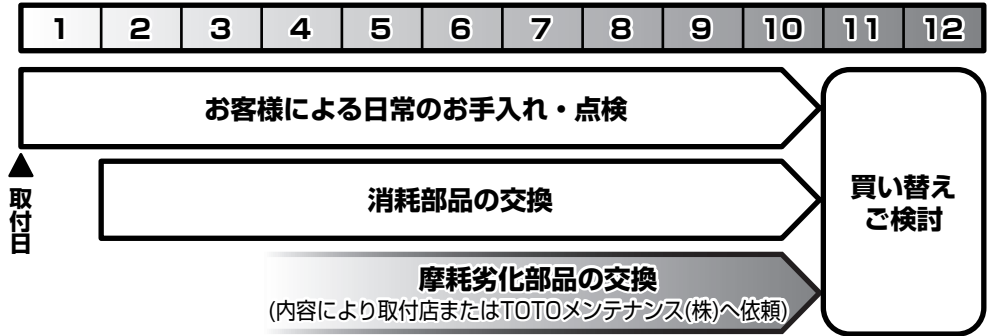 1 2 3 4 5 6 7 8 9 10 11 12
お客様による日常のお手入れ・点検
取付日
消耗部品の交換
買い替え
ご検討
摩耗劣化部品の交換
(内容により取付店またはTOTOメンテナンス(株)へ依頼)